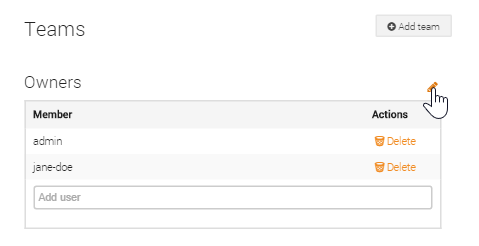 Teams
Add team
Owners
Member Actions
admin Delete
jane-doe Delete
Add user